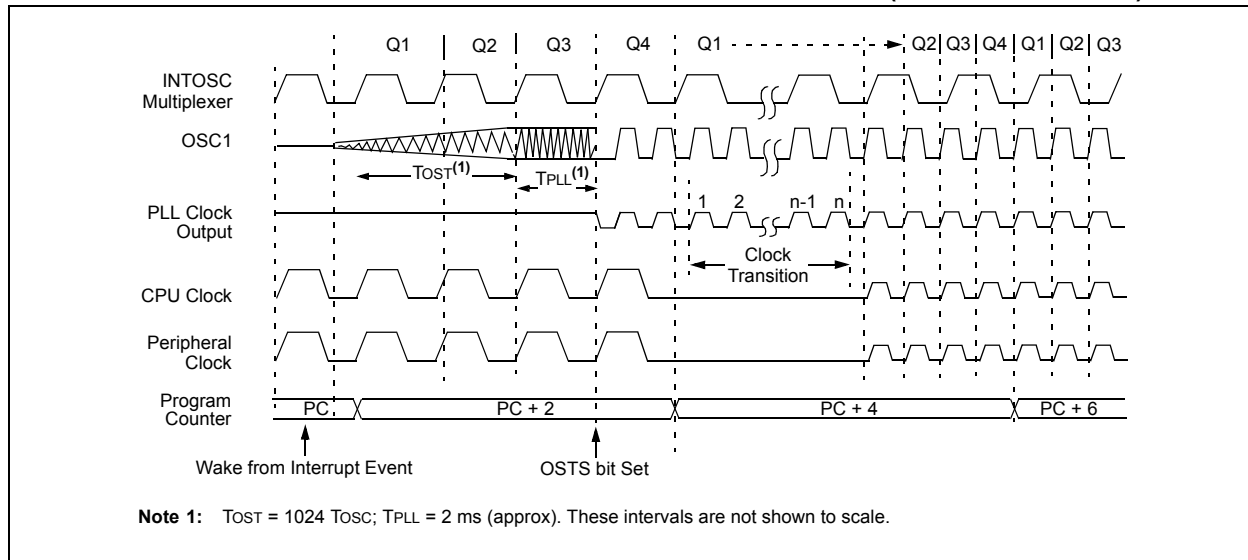 Q1 Q2 Q3 Q4 Q1 Q2 Q3 Q4 Q1 Q2 Q3
INTOSC
Multiplexer
OSC1
TOST(1)
TPLL(1)
1 2 n-1 n
PLL Clock
Output
Clock
Transition
CPU Clock
Peripheral
Clock
Program
Counter
PC PC + 2 PC + 4 PC + 6
Wake from Interrupt Event OSTS bit Set
Note 1: TOST = 1024 TOSC; TPLL = 2 ms (approx). These intervals are not shown to scale.